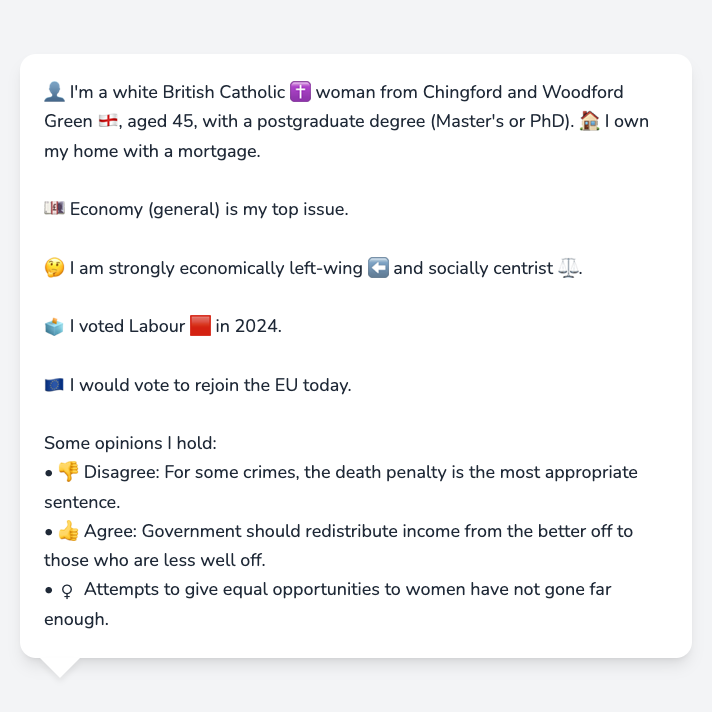 👤 I'm a white British Catholic ✝️ woman from Chingford and Woodford
Green 🏴󠁧󠁢󠁥󠁮󠁧󠁿, aged 45, with a postgraduate degree (Master's or PhD). 🏠 I own
my home with a mortgage.
💷 Economy (general) is my top issue.
🤔 I am strongly economically left-wing ⬅️ and socially centrist ⚖️.
🗳️ I voted Labour 🟥 in 2024.
🇪🇺 I would vote to rejoin the EU today.
Some opinions I hold:
• 👎 Disagree: For some crimes, the death penalty is the most appropriate
sentence.
• 👍 Agree: Government should redistribute income from the better off to
those who are less well off.
• ♀ Attempts to give equal opportunities to women have not gone far
enough.